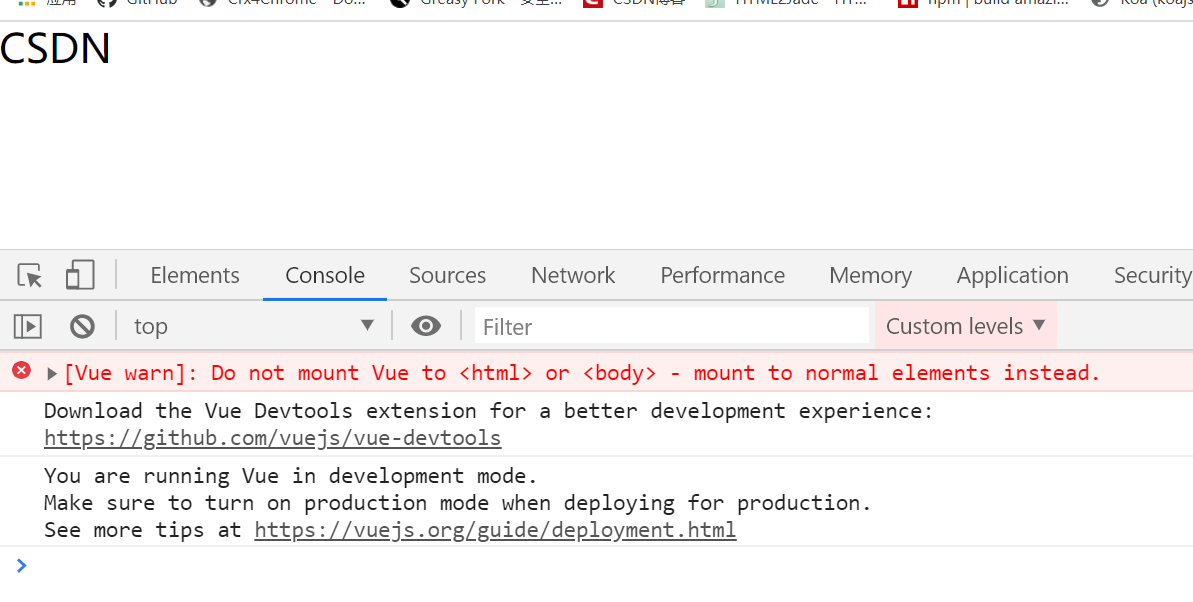 应用 GitHub Crx4Chrome - Do... Greasy Fork - 安全... CSDN博客 HTML2Jade - HT... npm | build amazi... Koa (koajs
CSDN
Elements Console Sources Network Performance Memory Application Security
top ▼ Filter Custom levels ▼
[Vue warn]: Do not mount Vue to <html> or <body> - mount to normal elements instead.
Download the Vue Devtools extension for a better development experience:
https://github.com/vuejs/vue-devtools
You are running Vue in development mode.
Make sure to turn on production mode when deploying for production.
See more tips at https://vuejs.org/guide/deployment.html